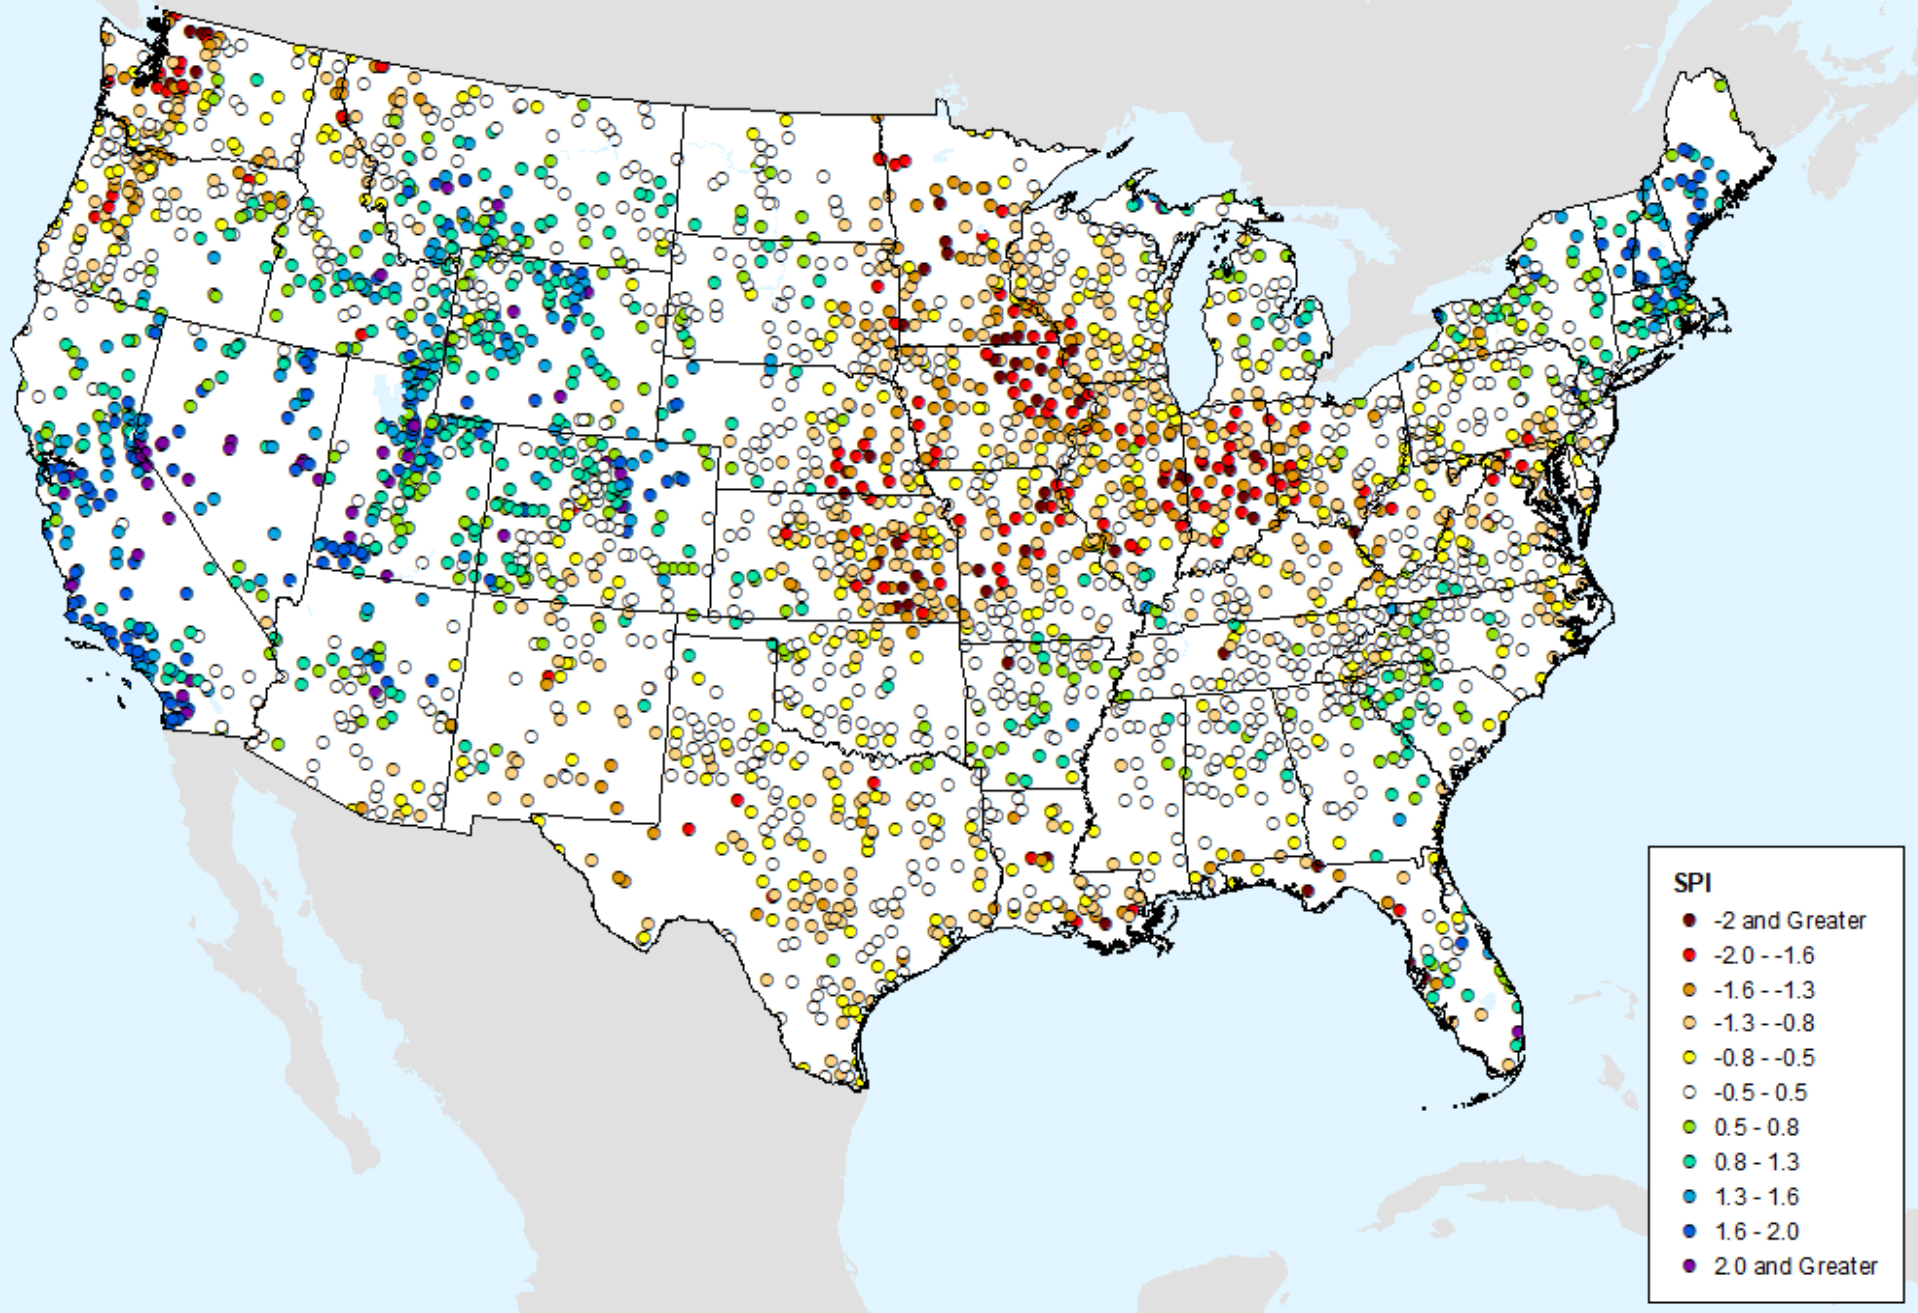 SPI
-2 and Greater
-2.0 - -1.6
-1.6 - -1.3
-1.3 - -0.8
-0.8 - -0.5
-0.5 - 0.5
0.5 - 0.8
0.8 - 1.3
1.3 - 1.6
1.6 - 2.0
2.0 and Greater